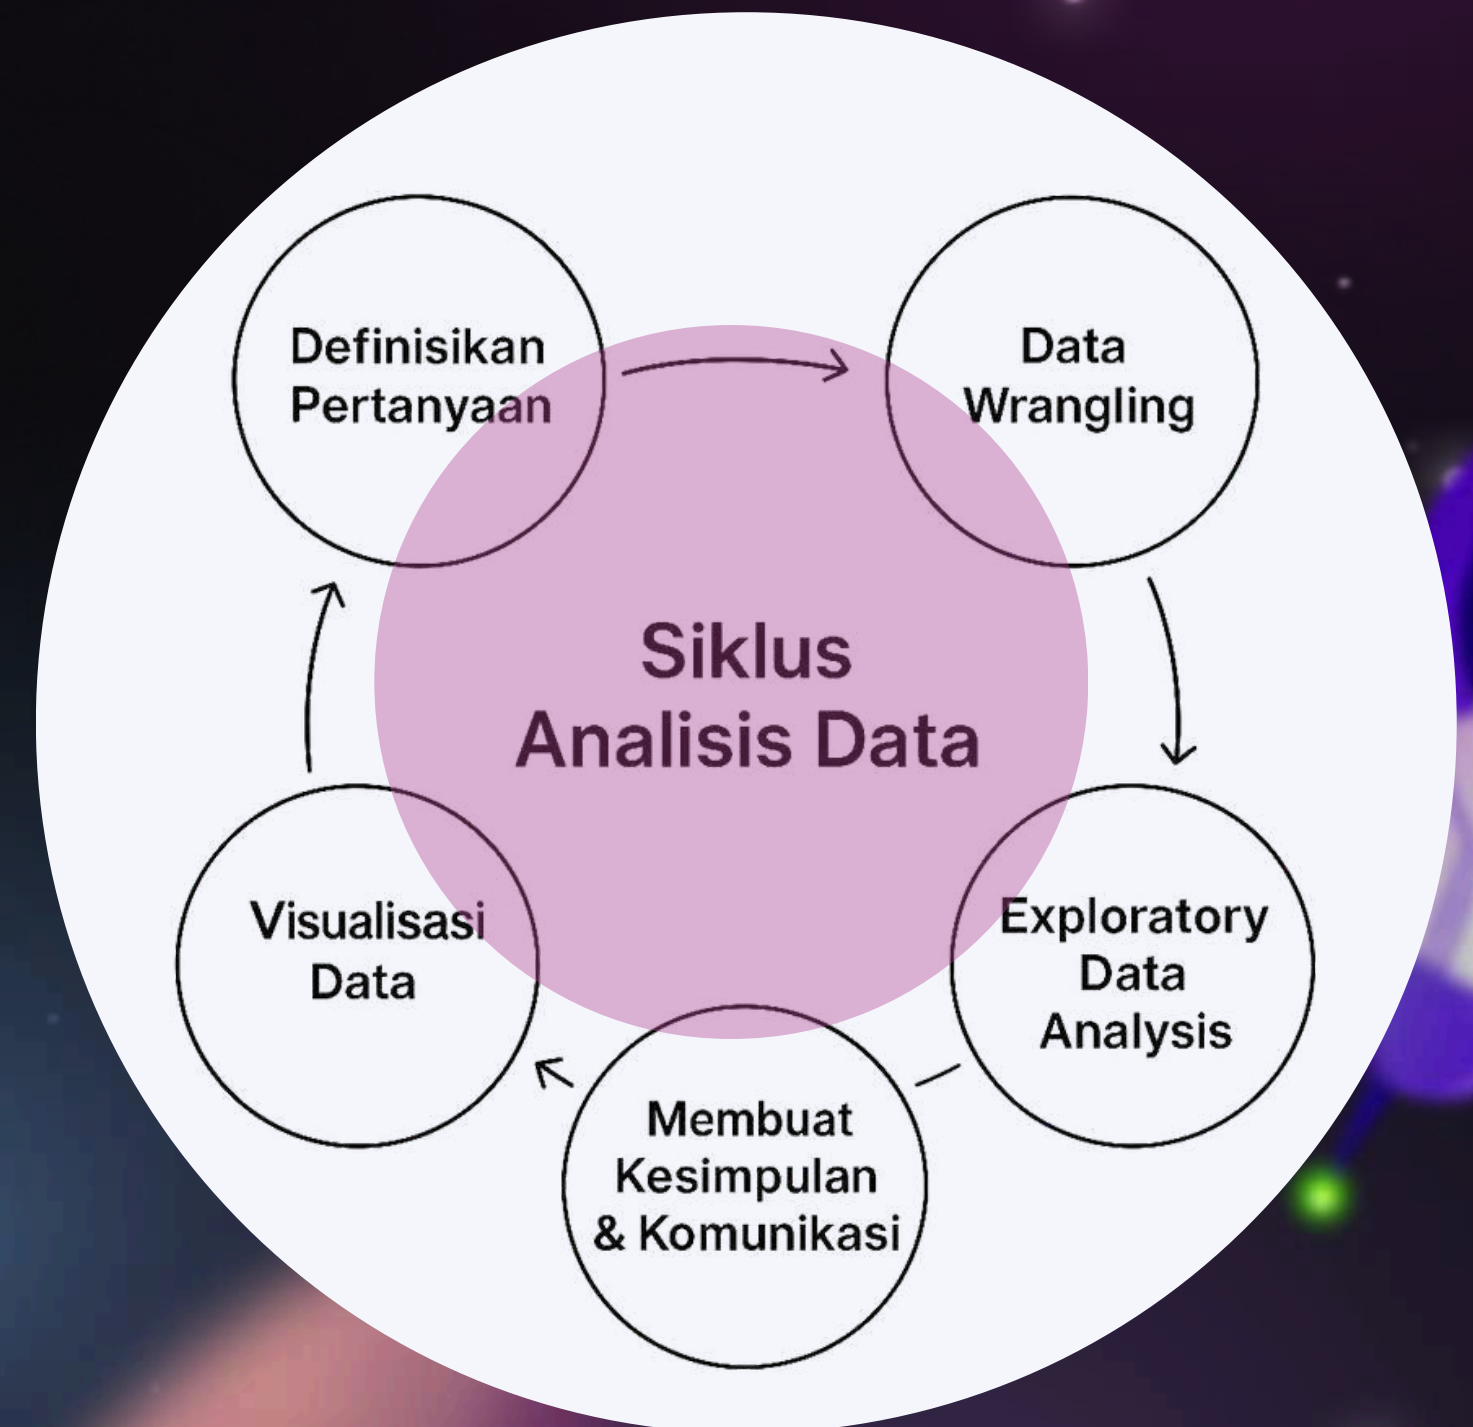 Definisikan
Pertanyaan
Data
Wrangling
Siklus
Analisis Data
Visualisasi
Data
Exploratory
Data
Analysis
Membuat
Kesimpulan
& Komunikasi